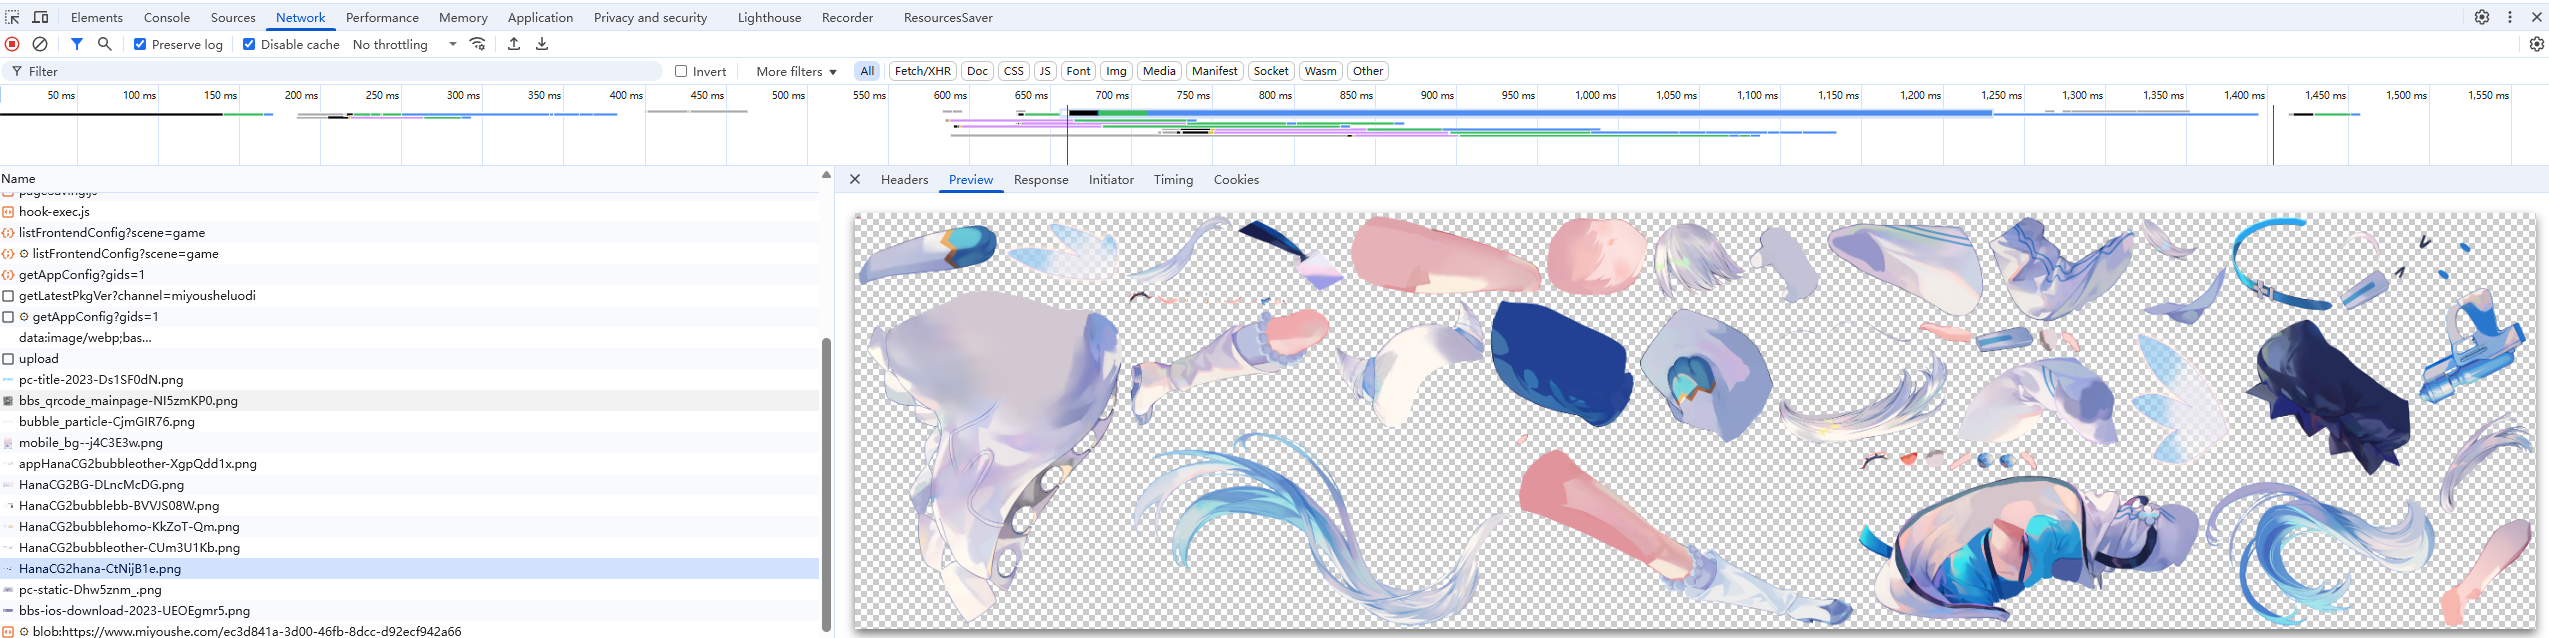 Elements Console Sources Network Performance Memory Application Privacy and security Lighthouse Recorder ResourcesSaver
Preserve log Disable cache No throttling
Filter Invert More filters All Fetch/XHR Doc CSS JS Font Img Media Manifest Socket Wasm Other
50 ms 100 ms 150 ms 200 ms 250 ms 300 ms 350 ms 400 ms 450 ms 500 ms 550 ms 600 ms 650 ms 700 ms 750 ms 800 ms 850 ms 900 ms 950 ms 1,000 ms 1,050 ms 1,100 ms 1,150 ms 1,200 ms 1,250 ms 1,300 ms 1,350 ms 1,400 ms 1,450 ms 1,500 ms 1,550 ms
Name
Headers Preview Response Initiator Timing Cookies
hook-exec.js
listFrontendConfig?scene=game
listFrontendConfig?scene=game
getAppConfig?gids=1
getLatestPkgVer?channel=miyousheluodi
getAppConfig?gids=1
data:image/webp;bas...
upload
pc-title-2023-Ds1SF0dN.png
bbs_qrcode_mainpage-NI5zmKP0.png
bubble_particle-CjmGIR76.png
mobile_bg--j4C3E3w.png
appHanaCG2bubbleother-XgpQdd1x.png
HanaCG2BG-DLncMcDG.png
HanaCG2bubblebb-BVVJS08W.png
HanaCG2bubblehomo-KkZoT-Qm.png
HanaCG2bubbleother-CUm3U1Kb.png
HanaCG2hana-CtNijB1e.png
pc-static-Dhw5znm_.png
bbs-ios-download-2023-UEOEgmr5.png
blob:https://www.miyoushe.com/ec3d841a-3d00-46fb-8dcc-d92ecf942a66